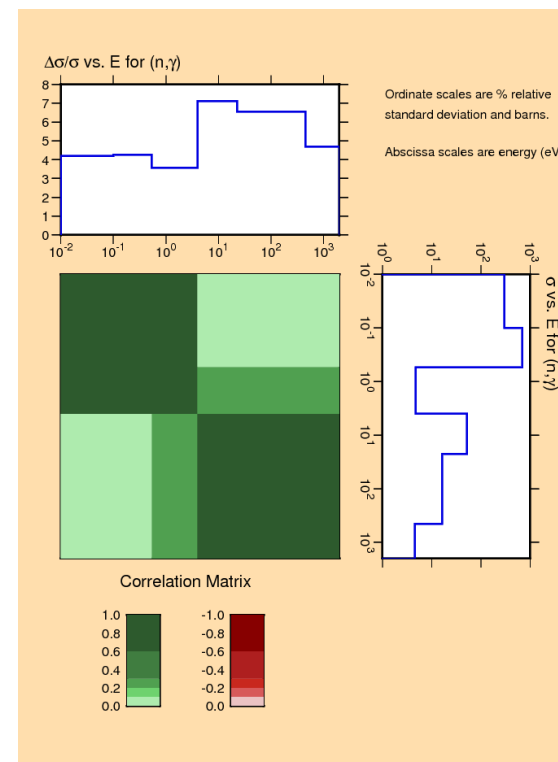 Δσ/σ vs. E for (n,γ)
8
7
6
5
4
3
2
1
0
10⁻² 10⁻¹ 10⁰ 10¹ 10² 10³
Ordinate scales are % relative
standard deviation and barns.
Abscissa scales are energy (eV
10⁰ 10¹ 10² 10³
10⁻²
10⁻¹
10⁰
10¹
10²
10³
σ vs. E for (n,γ)
Correlation Matrix
1.0 -1.0
0.8 -0.8
0.6 -0.6
0.4 -0.4
0.2 -0.2
0.0 0.0